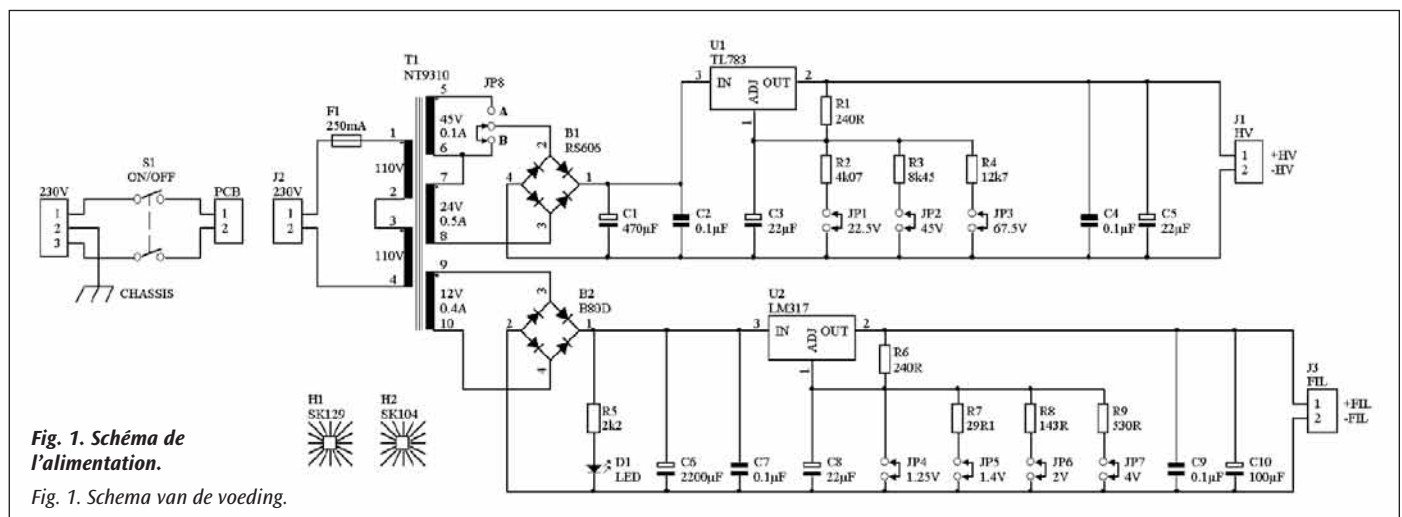 T1
NT9310
JP8
5
45V
0.1A
6
A
B
7
24V
0.5A
8
9
12V
0.4A
10
F1
250mA
1
110V
2
3
110V
4
S1
ON/OFF
230V
1
2
3
PCB
1
2
J2
230V
1
2
CHASSIS
B1
RS606
2
4
1
3
U1
TL783
3
IN
OUT
2
ADJ
1
R1
240R
R2
4k07
R3
8k45
R4
12k7
C1
470µF
C2
0.1µF
C3
22µF
JP1
22.5V
JP2
45V
JP3
67.5V
C4
0.1µF
C5
22µF
J1
HV
1
+HV
2
-HV
B2
B80D
3
2
1
4
U2
LM317
3
IN
OUT
2
ADJ
1
R6
240R
R5
2k2
D1
LED
C6
2200µF
C7
0.1µF
C8
22µF
R7
29R1
R8
143R
R9
530R
JP4
1.25V
JP5
1.4V
JP6
2V
JP7
4V
C9
0.1µF
C10
100µF
J3
FIL
1
+FIL
2
-FIL
H1
SK129
H2
SK104
Fig. 1. Schéma de
l'alimentation.
Fig. 1. Schema van de voeding.